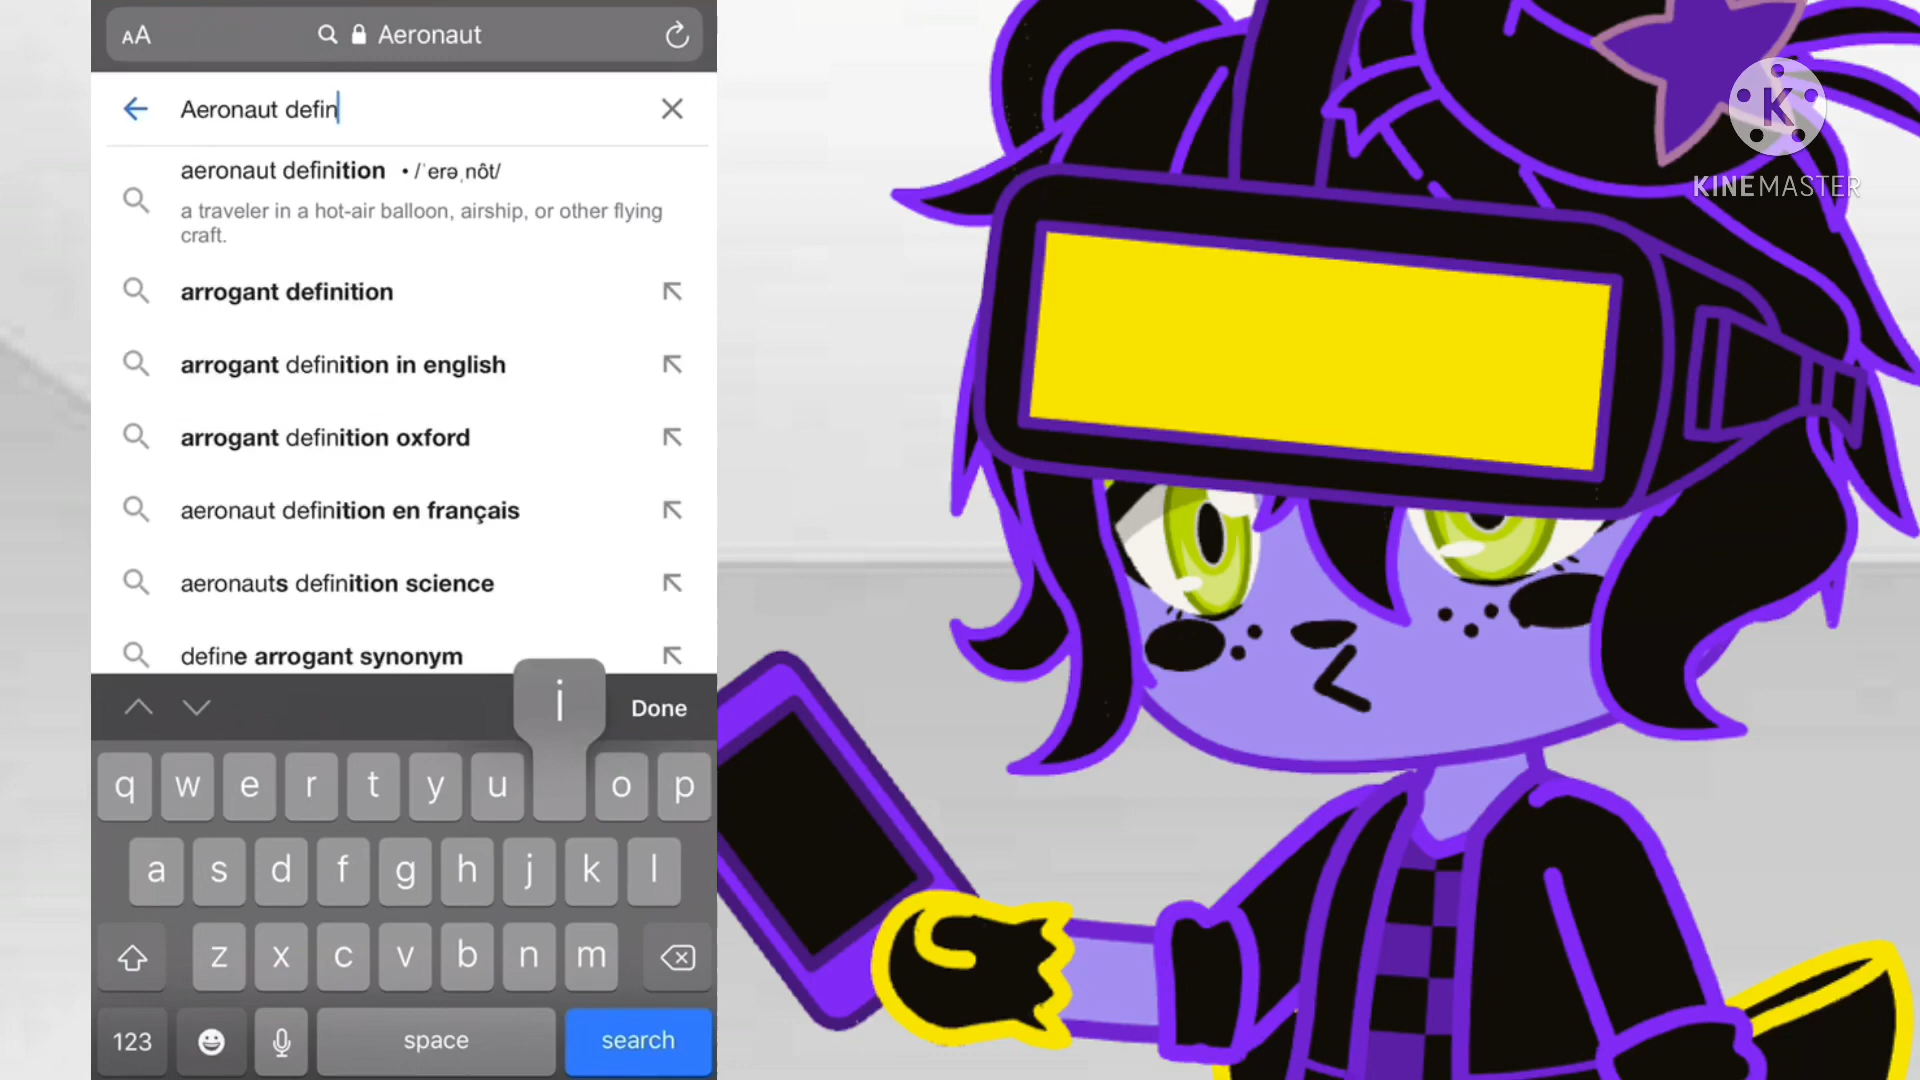 AA Aeronaut
Aeronaut defin
aeronaut definition • /ˈerəˌnôt/
a traveler in a hot-air balloon, airship, or other flying
craft.
arrogant definition
arrogant definition in english
arrogant definition oxford
aeronaut definition en français
aeronauts definition science
define arrogant synonym
i Done
q w e r t y u o p
a s d f g h j k l
z x c v b n m
123 space search
K
KINEMASTER